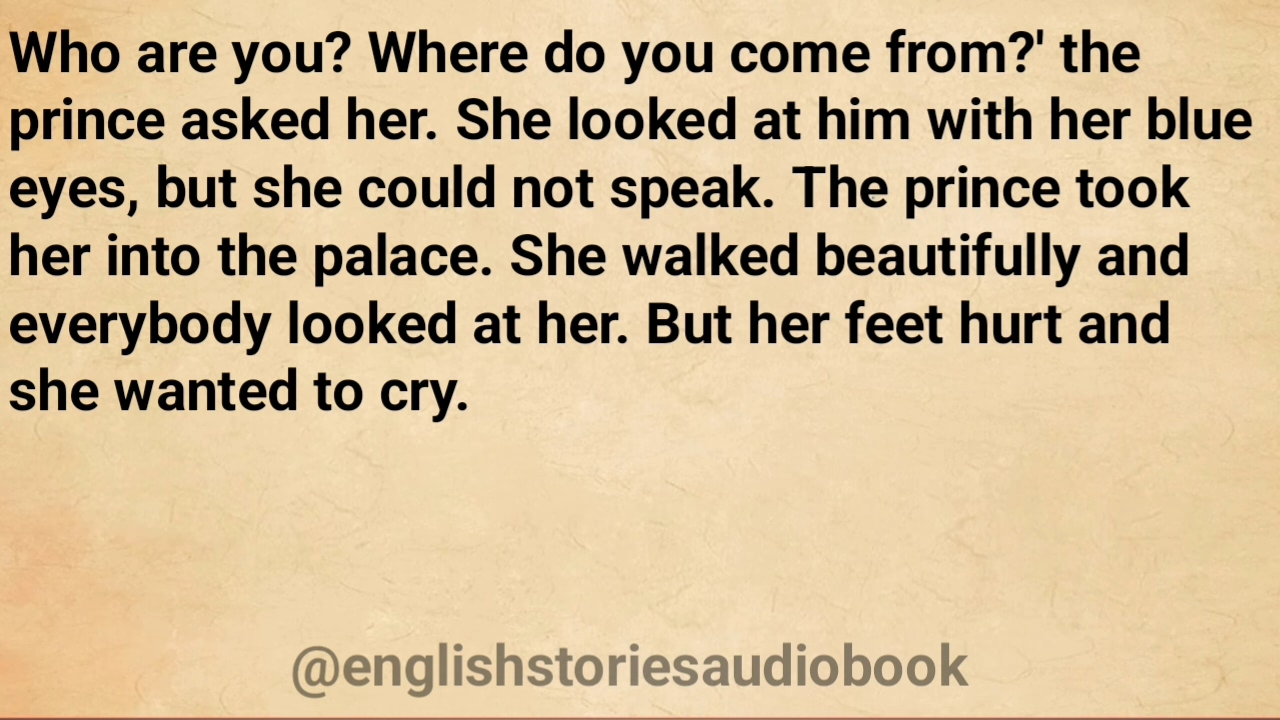 Who are you? Where do you come from?' the
prince asked her. She looked at him with her blue
eyes, but she could not speak. The prince took
her into the palace. She walked beautifully and
everybody looked at her. But her feet hurt and
she wanted to cry.
@englishstoriesaudiobook